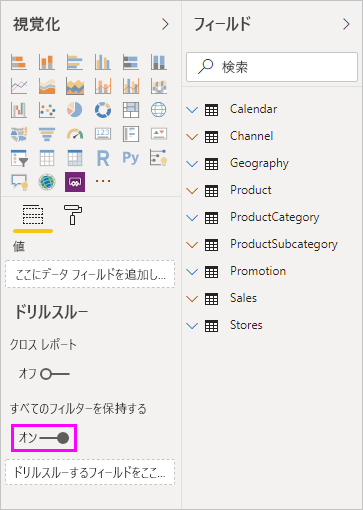 視覚化
フィールド
検索
Calendar
Channel
Geography
Product
ProductCategory
ProductSubcategory
Promotion
Sales
Stores
123
R
Py
値
ここにデータ フィールドを追加し...
ドリルスルー
クロス レポート
オフ
すべてのフィルターを保持する
オン
ドリルスルーするフィールドをここ...